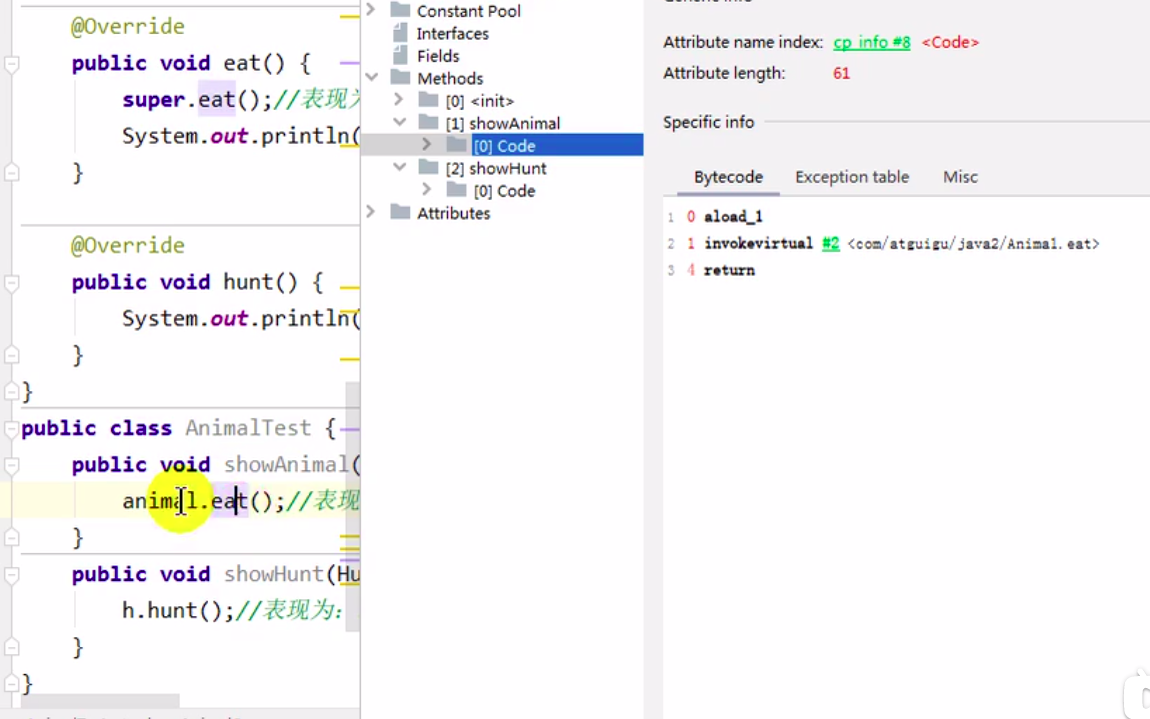 @Override
public void eat() {
super.eat();//表现为
System.out.println(
}
@Override
public void hunt() {
System.out.println(
}
}
public class AnimalTest {
public void showAnimal(
animal.eat();//表现
}
public void showHunt(Hu
h.hunt();//表现为:
}
}
Constant Pool
Interfaces
Fields
Methods
[0] <init>
[1] showAnimal
[0] Code
[2] showHunt
[0] Code
Attributes
Generic info
Attribute name index: cp_info #8 <Code>
Attribute length: 61
Specific info
Bytecode Exception table Misc
1 0 aload_1
2 1 invokevirtual #2 <com/atguigu/java2/Animal.eat>
3 4 return